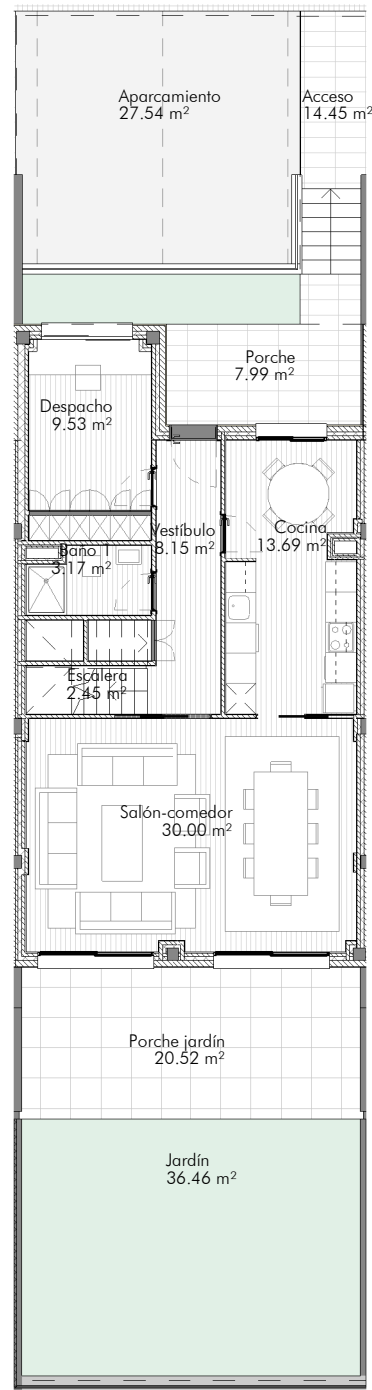 Aparcamiento
27.54 m²
Acceso
14.45 m²
Porche
7.99 m²
Despacho
9.53 m²
Vestíbulo
8.15 m²
Cocina
13.69 m²
Baño 1
3.17 m²
Escalera
2.45 m²
Salón-comedor
30.00 m²
Porche jardín
20.52 m²
Jardín
36.46 m²